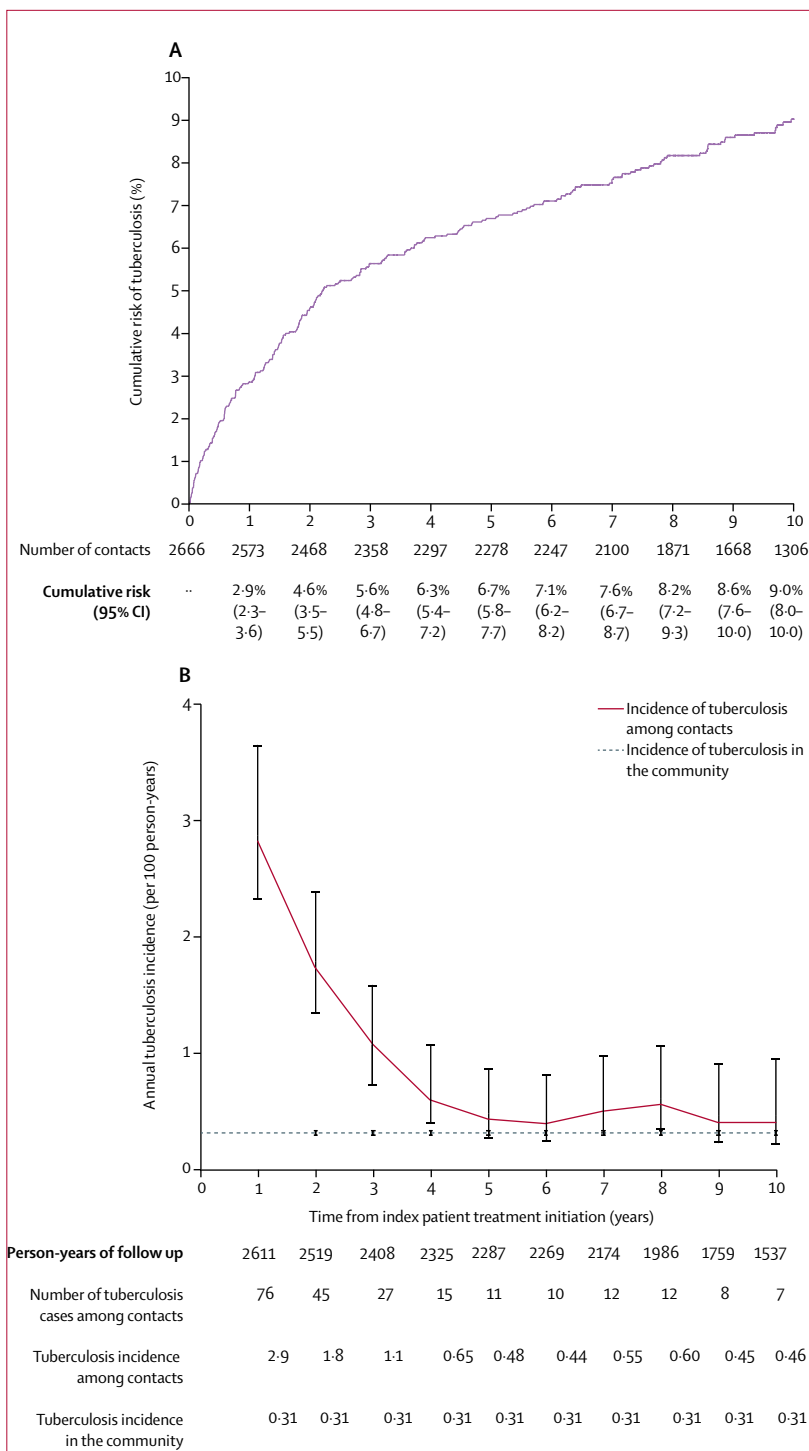 A
10
9
8
7
6
5
4
3
2
1
0
Cumulative risk of tuberculosis (%)
0 1 2 3 4 5 6 7 8 9 10
Number of contacts 2666 2573 2468 2358 2297 2278 2247 2100 1871 1668 1306
Cumulative risk ·· 2·9% 4·6% 5·6% 6·3% 6·7% 7·1% 7·6% 8·2% 8·6% 9·0%
(95% CI) (2·3– (3·5– (4·8– (5·4– (5·8– (6·2– (6·7– (7·2– (7·6– (8·0–
3·6) 5·5) 6·7) 7·2) 7·7) 8·2) 8·7) 9·3) 10·0) 10·0)
B
4
3
2
1
0
Annual tuberculosis incidence (per 100 person-years)
Incidence of tuberculosis
among contacts
Incidence of tuberculosis in
the community
0 1 2 3 4 5 6 7 8 9 10
Time from index patient treatment initiation (years)
Person-years of follow up 2611 2519 2408 2325 2287 2269 2174 1986 1759 1537
Number of tuberculosis 76 45 27 15 11 10 12 12 8 7
cases among contacts
Tuberculosis incidence 2·9 1·8 1·1 0·65 0·48 0·44 0·55 0·60 0·45 0·46
among contacts
Tuberculosis incidence 0·31 0·31 0·31 0·31 0·31 0·31 0·31 0·31 0·31 0·31
in the community